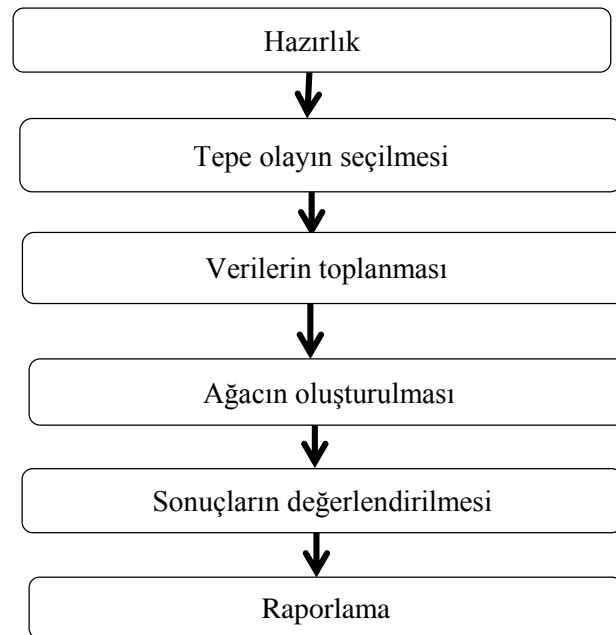 Hazırlık
Tepe olayın seçilmesi
Verilerin toplanması
Ağacın oluşturulması
Sonuçların değerlendirilmesi
Raporlama